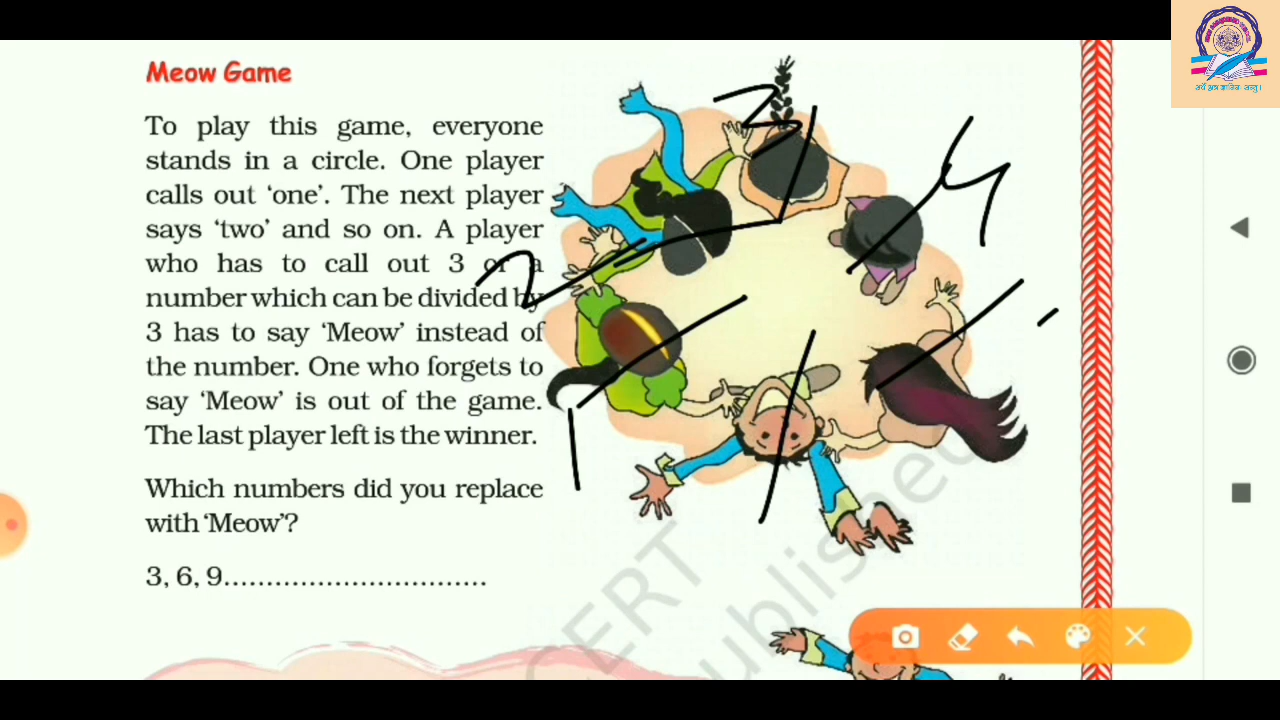 Meow Game
To play this game, everyone
stands in a circle. One player
calls out 'one'. The next player
says 'two' and so on. A player
who has to call out 3 or a
number which can be divided by
3 has to say 'Meow' instead of
the number. One who forgets to
say 'Meow' is out of the game.
The last player left is the winner.
Which numbers did you replace
with 'Meow'?
3, 6, 9...............................
1
2
3
4